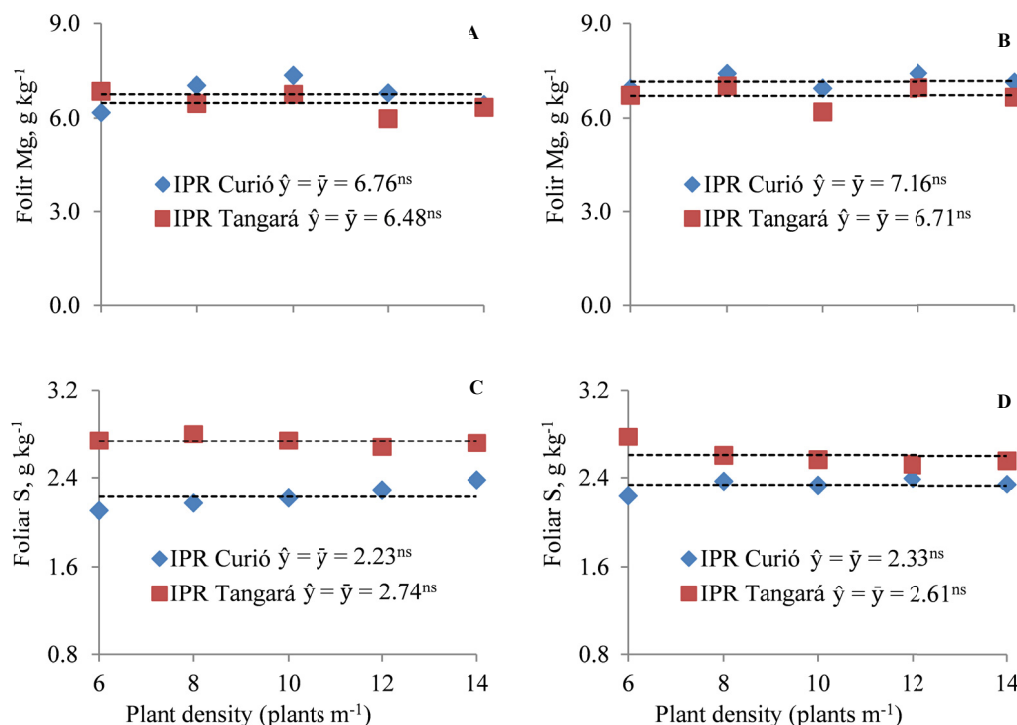 9.0
6.0
3.0
0.0
Folir Mg, g kg⁻¹
A
IPR Curió ŷ = ȳ = 6.76ⁿˢ
IPR Tangará ŷ = ȳ = 6.48ⁿˢ
9.0
6.0
3.0
0.0
Folir Mg, g kg⁻¹
B
IPR Curió ŷ = ȳ = 7.16ⁿˢ
IPR Tangará ŷ = ȳ = 6.71ⁿˢ
3.2
2.4
1.6
0.8
Foliar S, g kg⁻¹
C
IPR Curió ŷ = ȳ = 2.23ⁿˢ
IPR Tangará ŷ = ȳ = 2.74ⁿˢ
6 8 10 12 14
Plant density (plants m⁻¹)
3.2
2.4
1.6
0.8
Foliar S, g kg⁻¹
D
IPR Curió ŷ = ȳ = 2.33ⁿˢ
IPR Tangará ŷ = ȳ = 2.61ⁿˢ
6 8 10 12 14
Plant density (plants m⁻¹)